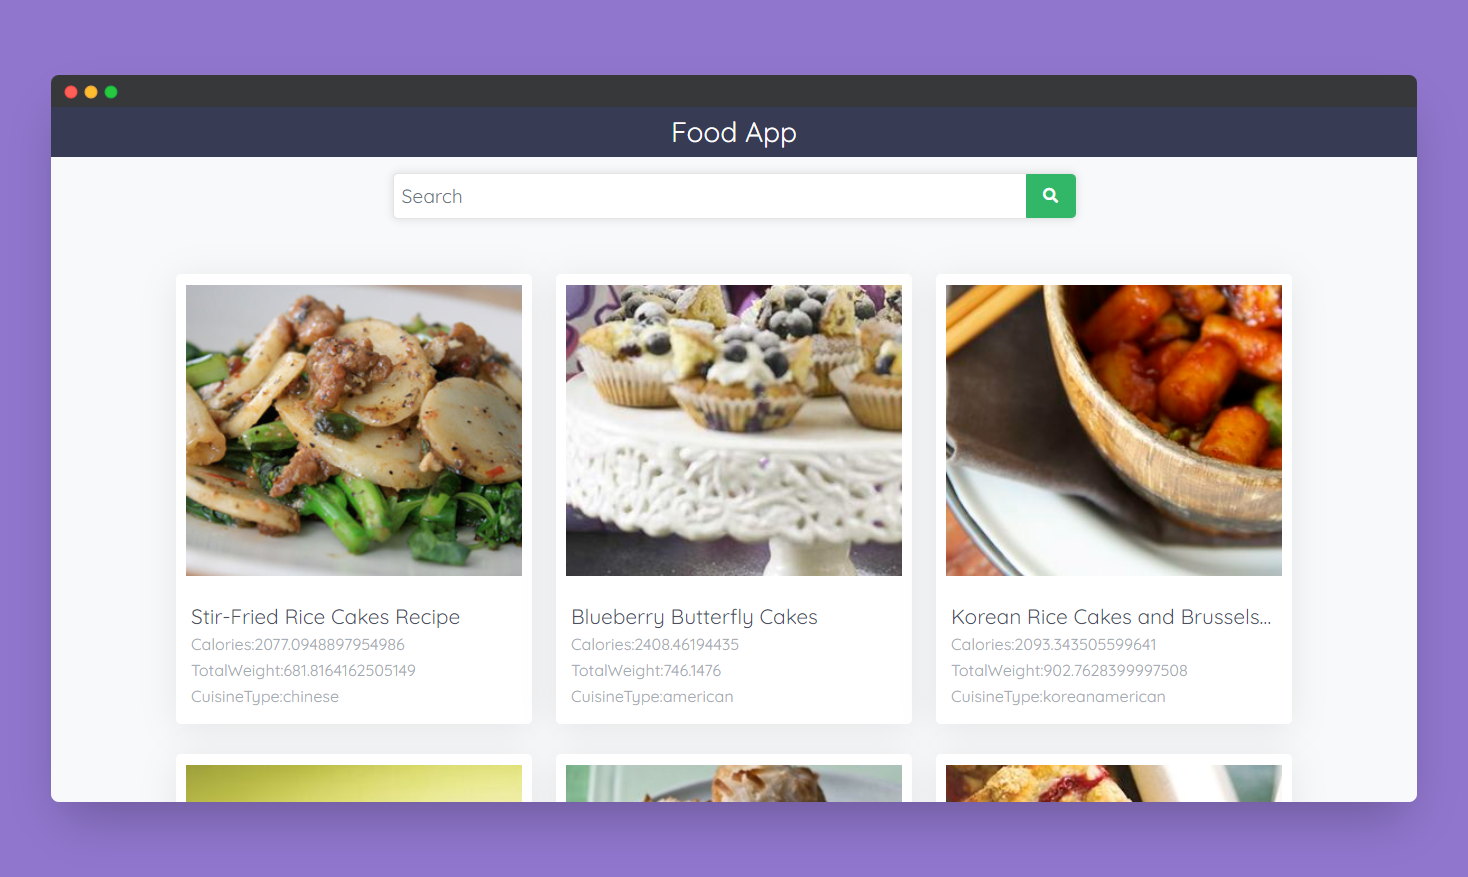 Food App
Search
Stir-Fried Rice Cakes Recipe
Calories:2077.0948897954986
TotalWeight:681.8164162505149
CuisineType:chinese
Blueberry Butterfly Cakes
Calories:2408.46194435
TotalWeight:746.1476
CuisineType:american
Korean Rice Cakes and Brussels...
Calories:2093.343505599641
TotalWeight:902.7628399997508
CuisineType:koreanamerican